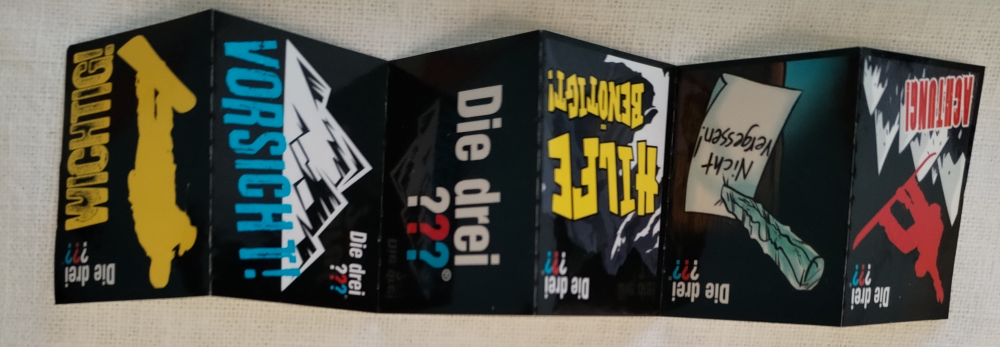 WICHTIG!
Die drei
???
VORSICHT!
Die drei
???
Die drei
???®
HILFE
BENÖTIGT!
Die drei
???
Nicht
vergessen!
Die drei
???
ACHTUNG!
Die drei
???